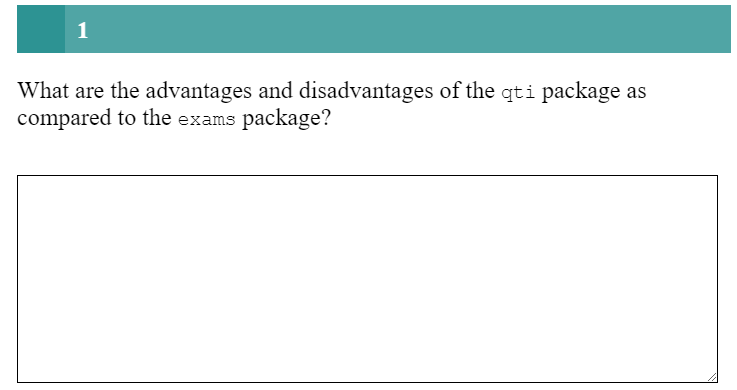 1
What are the advantages and disadvantages of the qti package as
compared to the exams package?